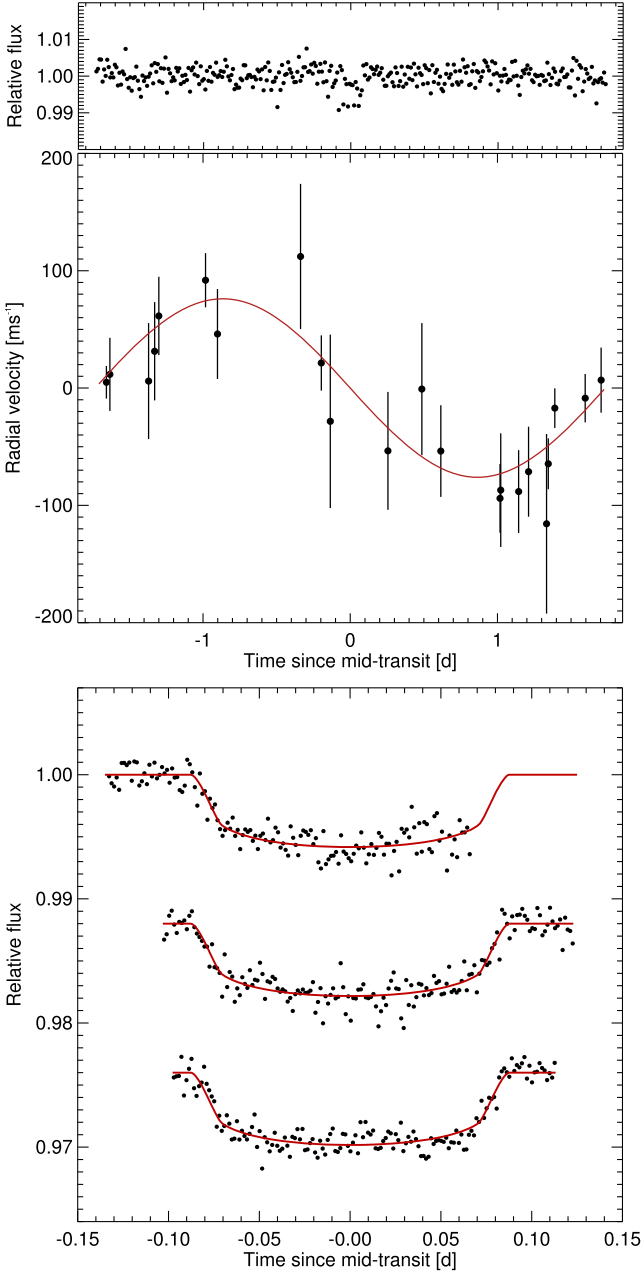 1.01
1.00
0.99
Relative flux
200
100
0
-100
-200
Radial velocity [ms⁻¹]
-1 0 1
Time since mid-transit [d]
1.00
0.99
0.98
0.97
Relative flux
-0.15 -0.10 -0.05 -0.00 0.05 0.10 0.15
Time since mid-transit [d]